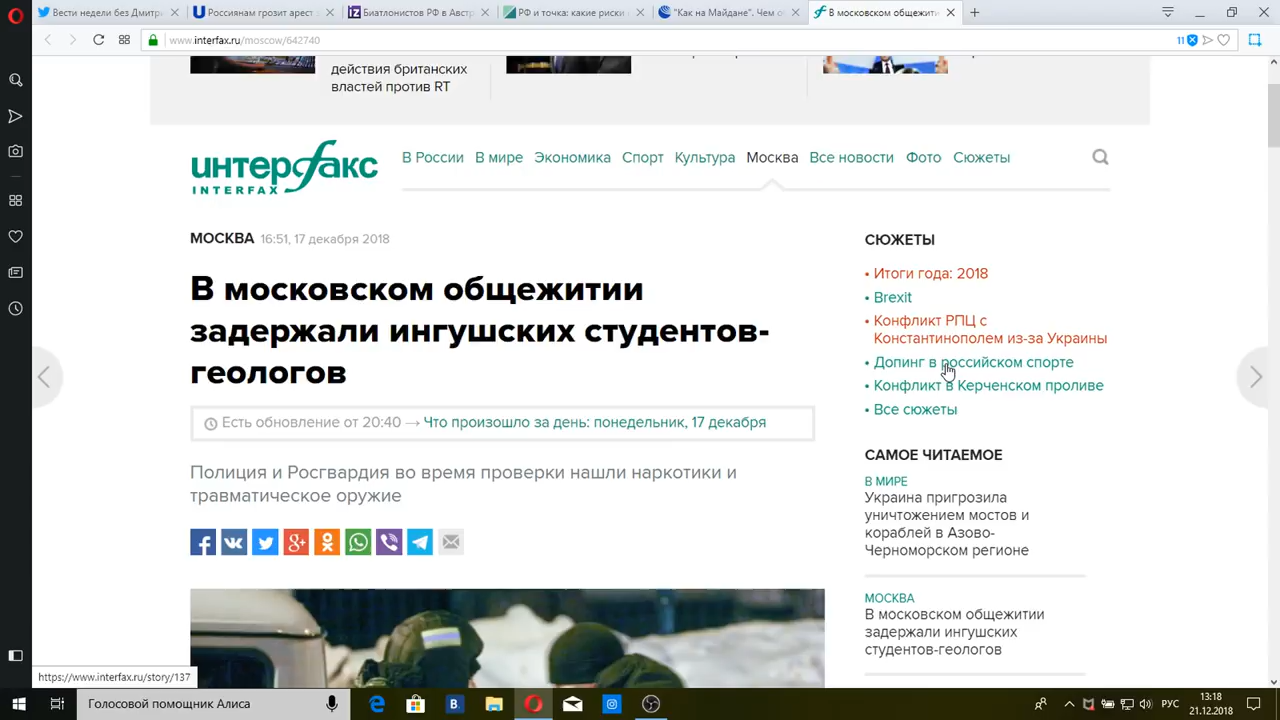 Вести недели без Дмитр
Россиянам грозит арест з
Биатлонистов РФ в Австр
РФ и точка: какие риски
"Как на Майдане". Чем об
В московском общежити
www.interfax.ru/moscow/642740
11
действия британских
властей против RT
интерфакс
INTERFAX
В России В мире Экономика Спорт Культура Москва Все новости Фото Сюжеты
МОСКВА 16:51, 17 декабря 2018
В московском общежитии
задержали ингушских студентов-
геологов
Есть обновление от 20:40 → Что произошло за день: понедельник, 17 декабря
Полиция и Росгвардия во время проверки нашли наркотики и
травматическое оружие
СЮЖЕТЫ
• Итоги года: 2018
• Brexit
• Конфликт РПЦ с
Константинополем из-за Украины
• Допинг в российском спорте
• Конфликт в Керченском проливе
• Все сюжеты
САМОЕ ЧИТАЕМОЕ
В МИРЕ
Украина пригрозила
уничтожением мостов и
кораблей в Азово-
Черноморском регионе
МОСКВА
В московском общежитии
задержали ингушских
студентов-геологов
https://www.interfax.ru/story/137
Голосовой помощник Алиса
РУС
13:18
21.12.2018